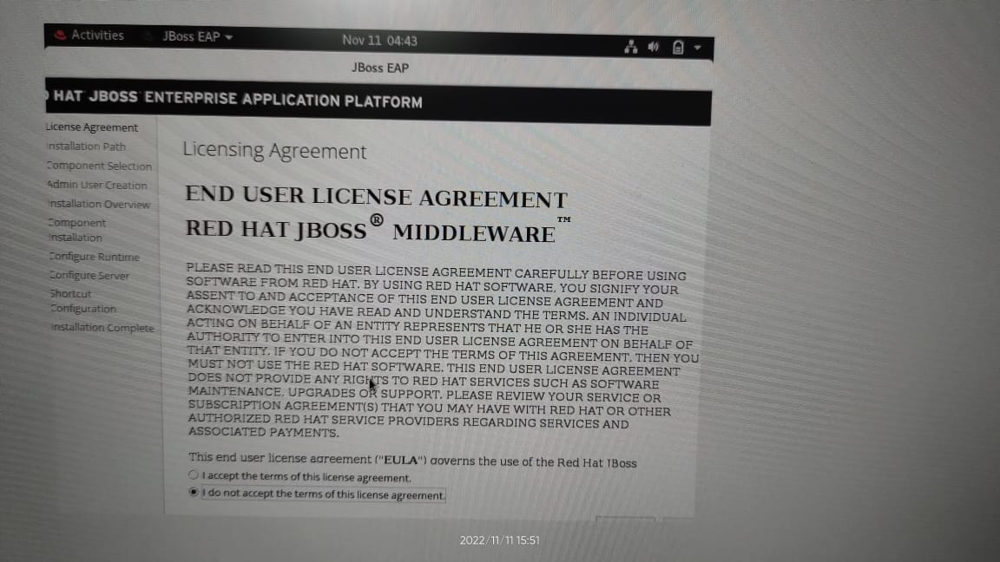 Activities JBoss EAP Nov 11 04:43
JBoss EAP
HAT JBOSS ENTERPRISE APPLICATION PLATFORM
License Agreement
Installation Path
Component Selection
Admin User Creation
Installation Overview
Component
Installation
Configure Runtime
Configure Server
Shortcut
Configuration
Installation Complete
Licensing Agreement
END USER LICENSE AGREEMENT
RED HAT JBOSS® MIDDLEWARE™
PLEASE READ THIS END USER LICENSE AGREEMENT CAREFULLY BEFORE USING
SOFTWARE FROM RED HAT. BY USING RED HAT SOFTWARE, YOU SIGNIFY YOUR
ASSENT TO AND ACCEPTANCE OF THIS END USER LICENSE AGREEMENT AND
ACKNOWLEDGE YOU HAVE READ AND UNDERSTAND THE TERMS. AN INDIVIDUAL
ACTING ON BEHALF OF AN ENTITY REPRESENTS THAT HE OR SHE HAS THE
AUTHORITY TO ENTER INTO THIS END USER LICENSE AGREEMENT ON BEHALF OF
THAT ENTITY. IF YOU DO NOT ACCEPT THE TERMS OF THIS AGREEMENT, THEN YOU
MUST NOT USE THE RED HAT SOFTWARE. THIS END USER LICENSE AGREEMENT
DOES NOT PROVIDE ANY RIGHTS TO RED HAT SERVICES SUCH AS SOFTWARE
MAINTENANCE, UPGRADES OR SUPPORT. PLEASE REVIEW YOUR SERVICE OR
SUBSCRIPTION AGREEMENT(S) THAT YOU MAY HAVE WITH RED HAT OR OTHER
AUTHORIZED RED HAT SERVICE PROVIDERS REGARDING SERVICES AND
ASSOCIATED PAYMENTS.
This end user license agreement ("EULA") governs the use of the Red Hat JBoss
I accept the terms of this license agreement.
I do not accept the terms of this license agreement.
2022/11/11 15:51